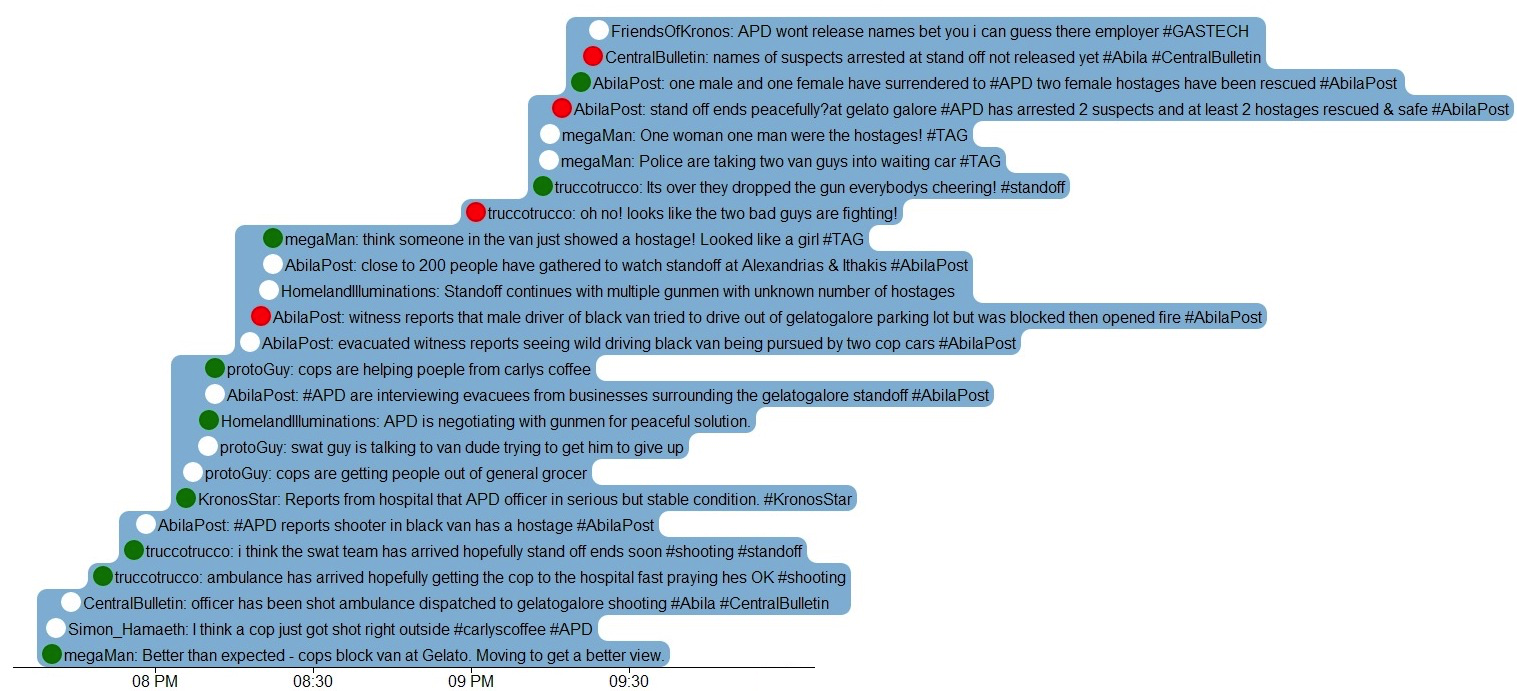 FriendsOfKronos: APD wont release names bet you i can guess there employer #GASTECH
CentralBulletin: names of suspects arrested at stand off not released yet #Abila #CentralBulletin
AbilaPost: one male and one female have surrendered to #APD two female hostages have been rescued #AbilaPost
AbilaPost: stand off ends peacefully?at gelato galore #APD has arrested 2 suspects and at least 2 hostages rescued & safe #AbilaPost
megaMan: One woman one man were the hostages! #TAG
megaMan: Police are taking two van guys into waiting car #TAG
truccotrucco: Its over they dropped the gun everybodys cheering! #standoff
truccotrucco: oh no! looks like the two bad guys are fighting!
megaMan: think someone in the van just showed a hostage! Looked like a girl #TAG
AbilaPost: close to 200 people have gathered to watch standoff at Alexandrias & Ithakis #AbilaPost
HomelandIlluminations: Standoff continues with multiple gunmen with unknown number of hostages
AbilaPost: witness reports that male driver of black van tried to drive out of gelatogalore parking lot but was blocked then opened fire #AbilaPost
AbilaPost: evacuated witness reports seeing wild driving black van being pursued by two cop cars #AbilaPost
protoGuy: cops are helping poeple from carlys coffee
AbilaPost: #APD are interviewing evacuees from businesses surrounding the gelatogalore standoff #AbilaPost
HomelandIlluminations: APD is negotiating with gunmen for peaceful solution.
protoGuy: swat guy is talking to van dude trying to get him to give up
protoGuy: cops are getting people out of general grocer
KronosStar: Reports from hospital that APD officer in serious but stable condition. #KronosStar
AbilaPost: #APD reports shooter in black van has a hostage #AbilaPost
truccotrucco: i think the swat team has arrived hopefully stand off ends soon #shooting #standoff
truccotrucco: ambulance has arrived hopefully getting the cop to the hospital fast praying hes OK #shooting
CentralBulletin: officer has been shot ambulance dispatched to gelatogalore shooting #Abila #CentralBulletin
Simon_Hamaeth: I think a cop just got shot right outside #carlyscoffee #APD
megaMan: Better than expected - cops block van at Gelato. Moving to get a better view.
08 PM 08:30 09 PM 09:30